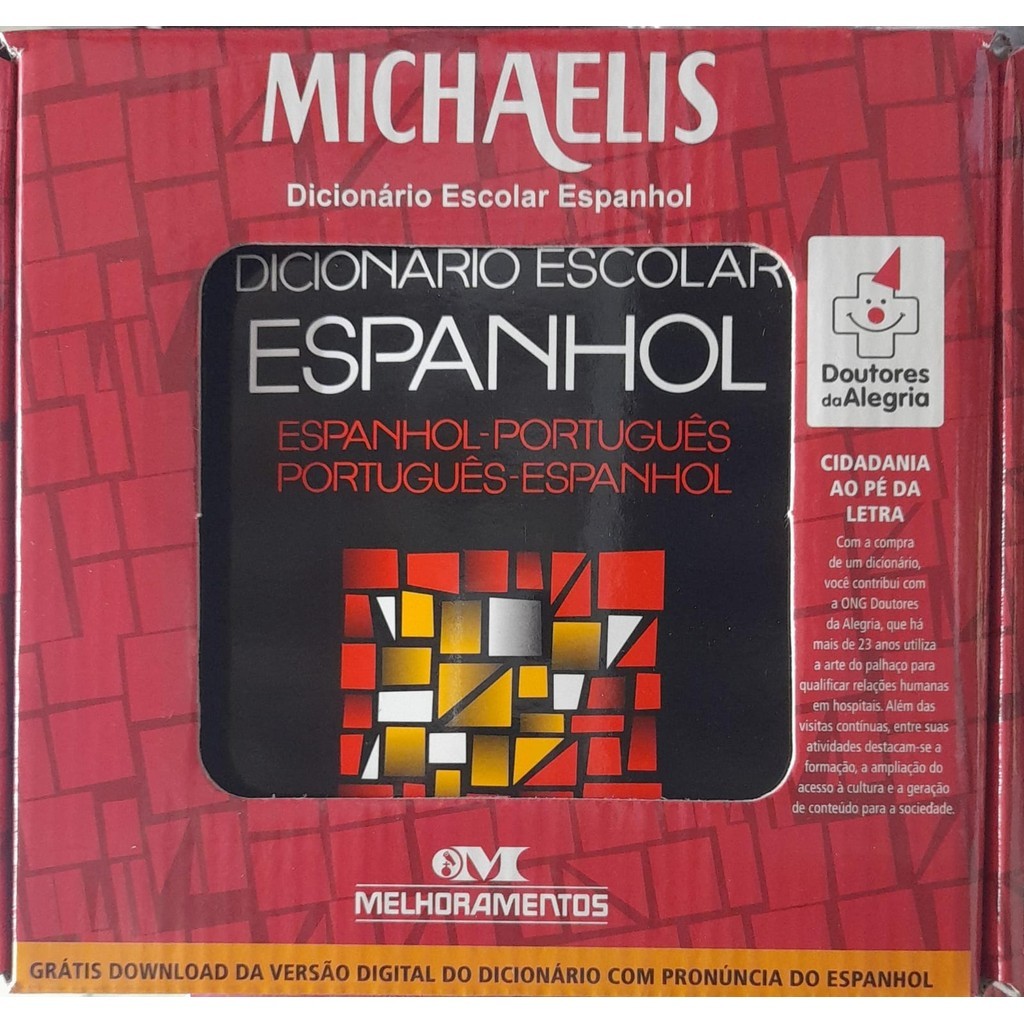 MICHAELIS
Dicionário Escolar Espanhol
DICIONÁRIO ESCOLAR
ESPANHOL
ESPANHOL-PORTUGUÊS
PORTUGUÊS-ESPANHOL
Doutores
da Alegria
CIDADANIA
AO PÉ DA
LETRA
Com a compra
de um dicionário,
você contribui com
a ONG Doutores
da Alegria, que há
mais de 23 anos utiliza
a arte do palhaço para
qualificar relações humanas
em hospitais. Além das
visitas contínuas, entre suas
atividades destacam-se a
formação, a ampliação do
acesso à cultura e a geração
de conteúdo para a sociedade.
MELHORAMENTOS
GRÁTIS DOWNLOAD DA VERSÃO DIGITAL DO DICIONÁRIO COM PRONÚNCIA DO ESPANHOL